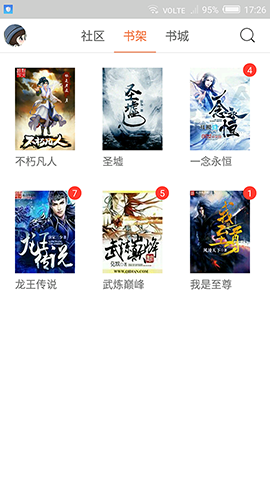 VOLTE 95% 17:26
社区 书架 书城
4
不朽凡人
圣墟
一念永恒
不朽凡人 圣墟 一念永恒
7 5 1
龙王传说
武炼巅峰
我至尊
龙王传说 武炼巅峰 我是至尊